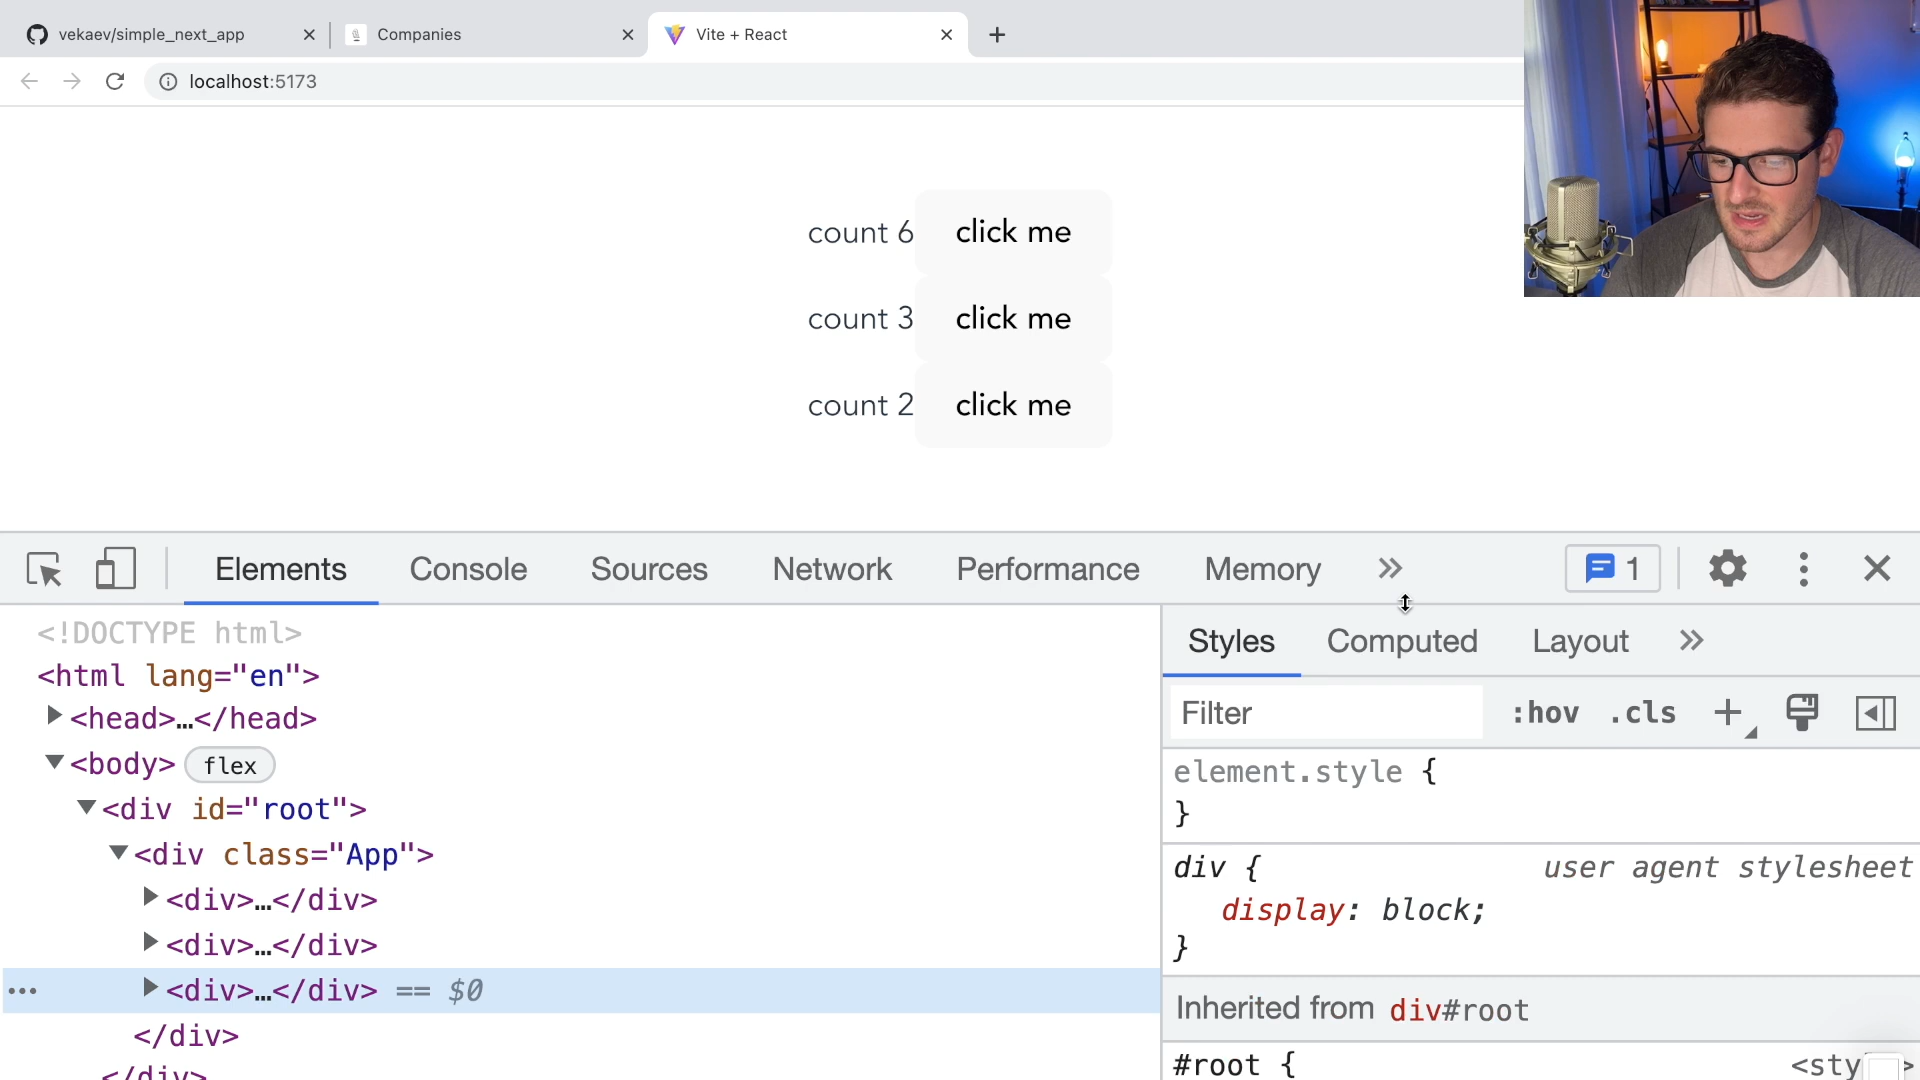 vekaev/simple_next_app
Companies
Vite + React
localhost:5173
count 6 click me
count 3 click me
count 2 click me
Elements Console Sources Network Performance Memory 1
<!DOCTYPE html>
<html lang="en">
<head>…</head>
<body> flex
<div id="root">
<div class="App">
<div>…</div>
<div>…</div>
<div>…</div> == $0
</div>
</div>
Styles Computed Layout
Filter :hov .cls
element.style {
}
div { user agent stylesheet
display: block;
}
Inherited from div#root
#root {